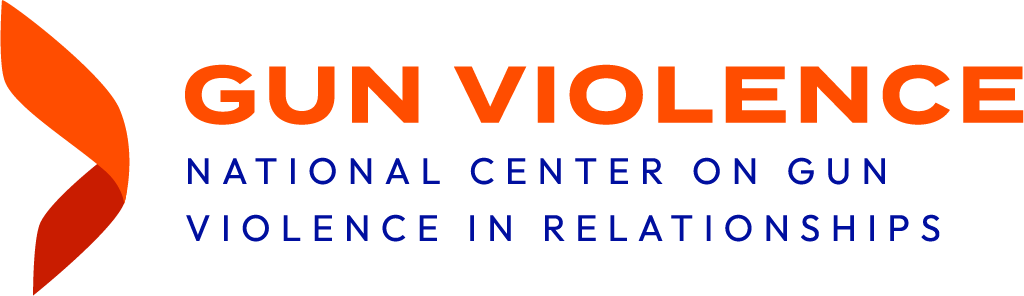 GUN VIOLENCE
NATIONAL CENTER ON GUN
VIOLENCE IN RELATIONSHIPS